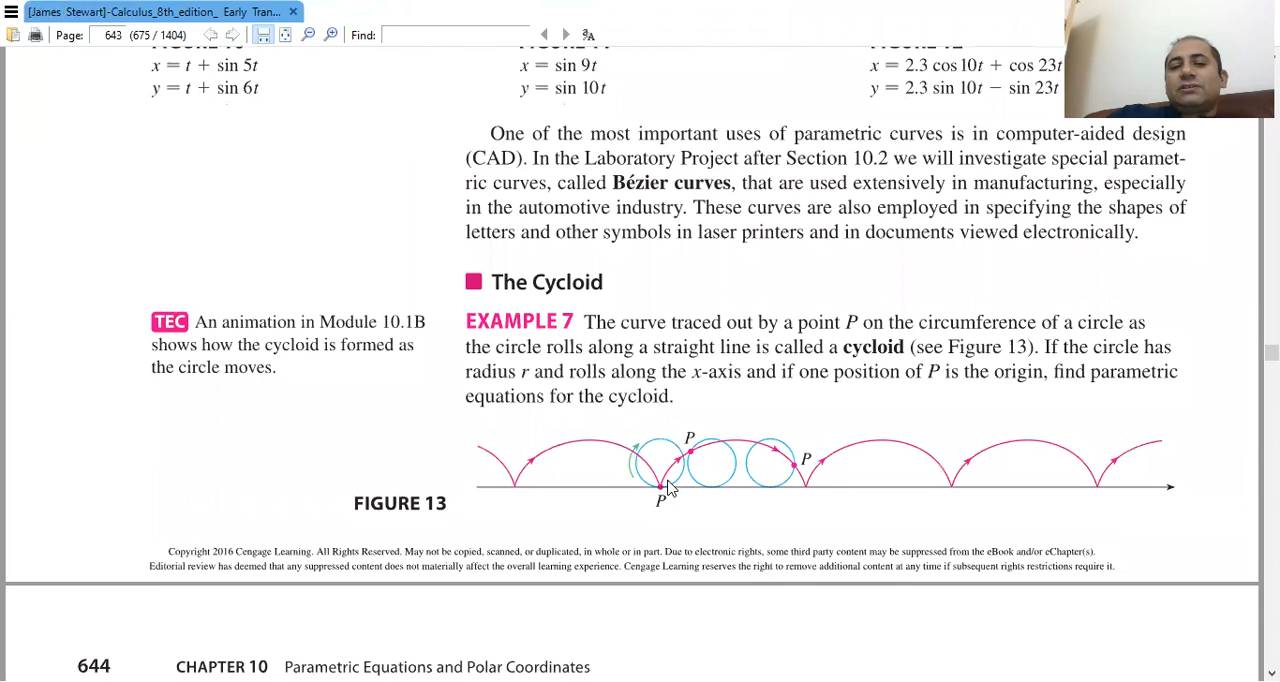 [James Stewart]-Calculus_8th_edition_ Early Tran...
Page: 643 (675 / 1404) Find:
x = t + sin 5t
y = t + sin 6t
x = sin 9t
y = sin 10t
x = 2.3 cos 10t + cos 23t
y = 2.3 sin 10t − sin 23t
One of the most important uses of parametric curves is in computer-aided design
(CAD). In the Laboratory Project after Section 10.2 we will investigate special paramet-
ric curves, called Bézier curves, that are used extensively in manufacturing, especially
in the automotive industry. These curves are also employed in specifying the shapes of
letters and other symbols in laser printers and in documents viewed electronically.
The Cycloid
TEC An animation in Module 10.1B
shows how the cycloid is formed as
the circle moves.
EXAMPLE 7 The curve traced out by a point P on the circumference of a circle as
the circle rolls along a straight line is called a cycloid (see Figure 13). If the circle has
radius r and rolls along the x-axis and if one position of P is the origin, find parametric
equations for the cycloid.
P
P
P
FIGURE 13
Copyright 2016 Cengage Learning. All Rights Reserved. May not be copied, scanned, or duplicated, in whole or in part. Due to electronic rights, some third party content may be suppressed from the eBook and/or eChapter(s).
Editorial review has deemed that any suppressed content does not materially affect the overall learning experience. Cengage Learning reserves the right to remove additional content at any time if subsequent rights restrictions require it.
644 CHAPTER 10 Parametric Equations and Polar Coordinates